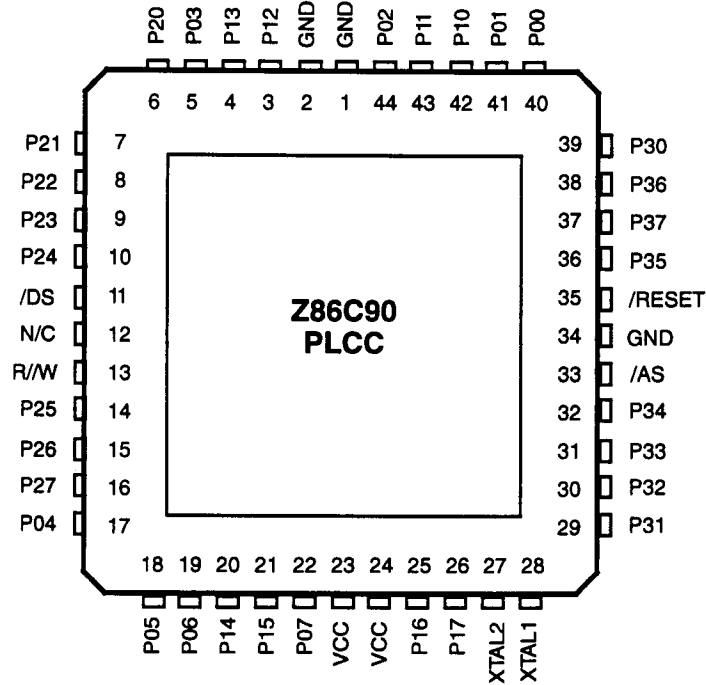 P20 P03 P13 P12 GND GND P02 P11 P10 P01 P00
6 5 4 3 2 1 44 43 42 41 40
P21 7 39 P30
P22 8 38 P36
P23 9 37 P37
P24 10 36 P35
/DS 11 35 /RESET
N/C 12 34 GND
R//W 13 33 /AS
P25 14 32 P34
P26 15 31 P33
P27 16 30 P32
P04 17 29 P31
Z86C90
PLCC
18 19 20 21 22 23 24 25 26 27 28
P05 P06 P14 P15 P07 VCC VCC P16 P17 XTAL2 XTAL1